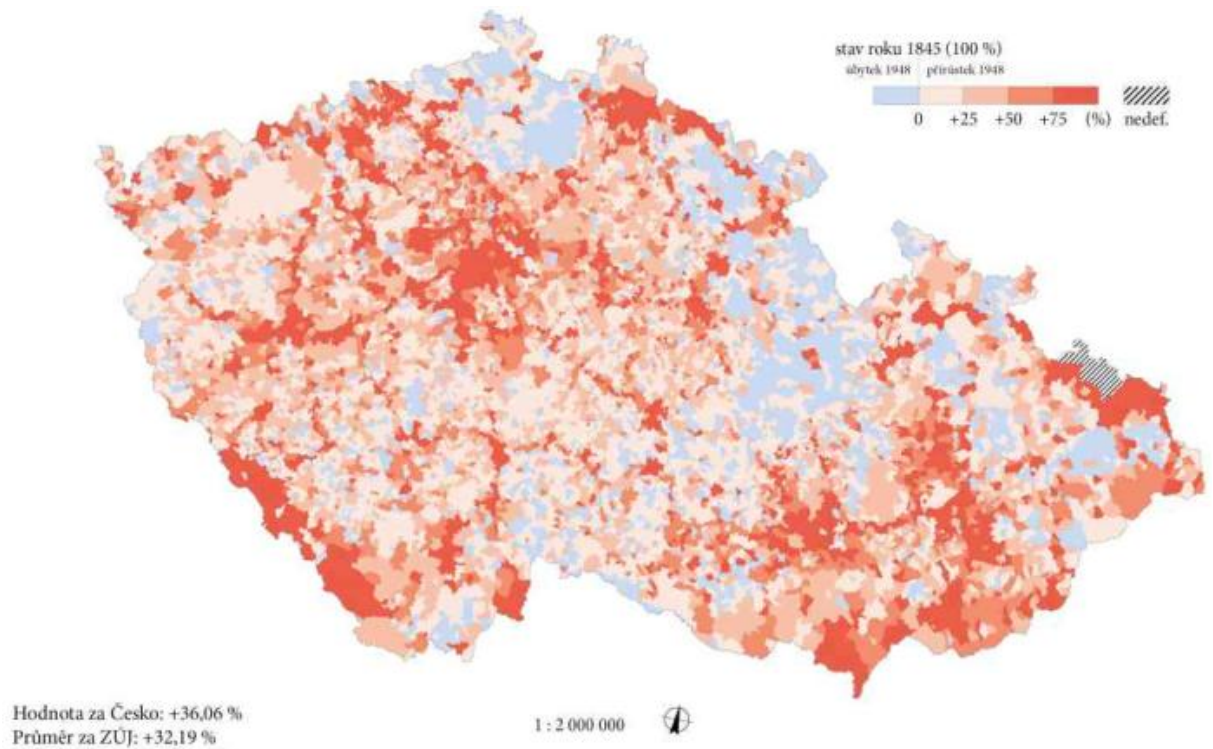 stav roku 1845 (100 %)
úbytek 1948 přírůstek 1948
0 +25 +50 +75 (%) nedef.
Hodnota za Česko: +36,06 %
Průměr za ZÚJ: +32,19 %
1 : 2 000 000